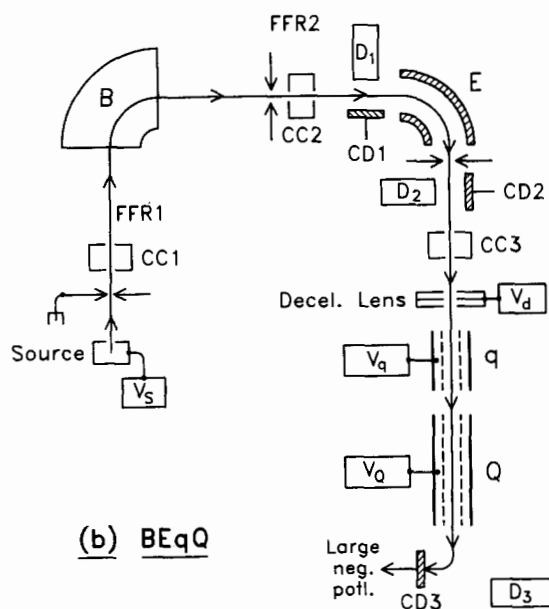 FFR2
D1
B
E
CC2
CD1
D2
CD2
FFR1
CC1
CC3
Decel. Lens
Vd
Source
VS
Vq
q
VQ
Q
(b) BEqQ
Large
neg.
potl.
CD3
D3